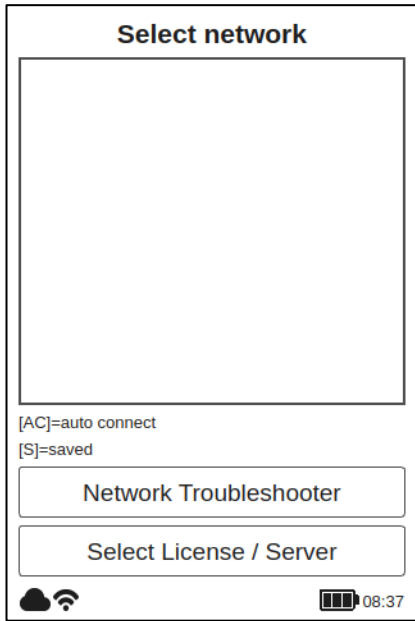 Select network
[AC]=auto connect
[S]=saved
Network Troubleshooter
Select License / Server
08:37